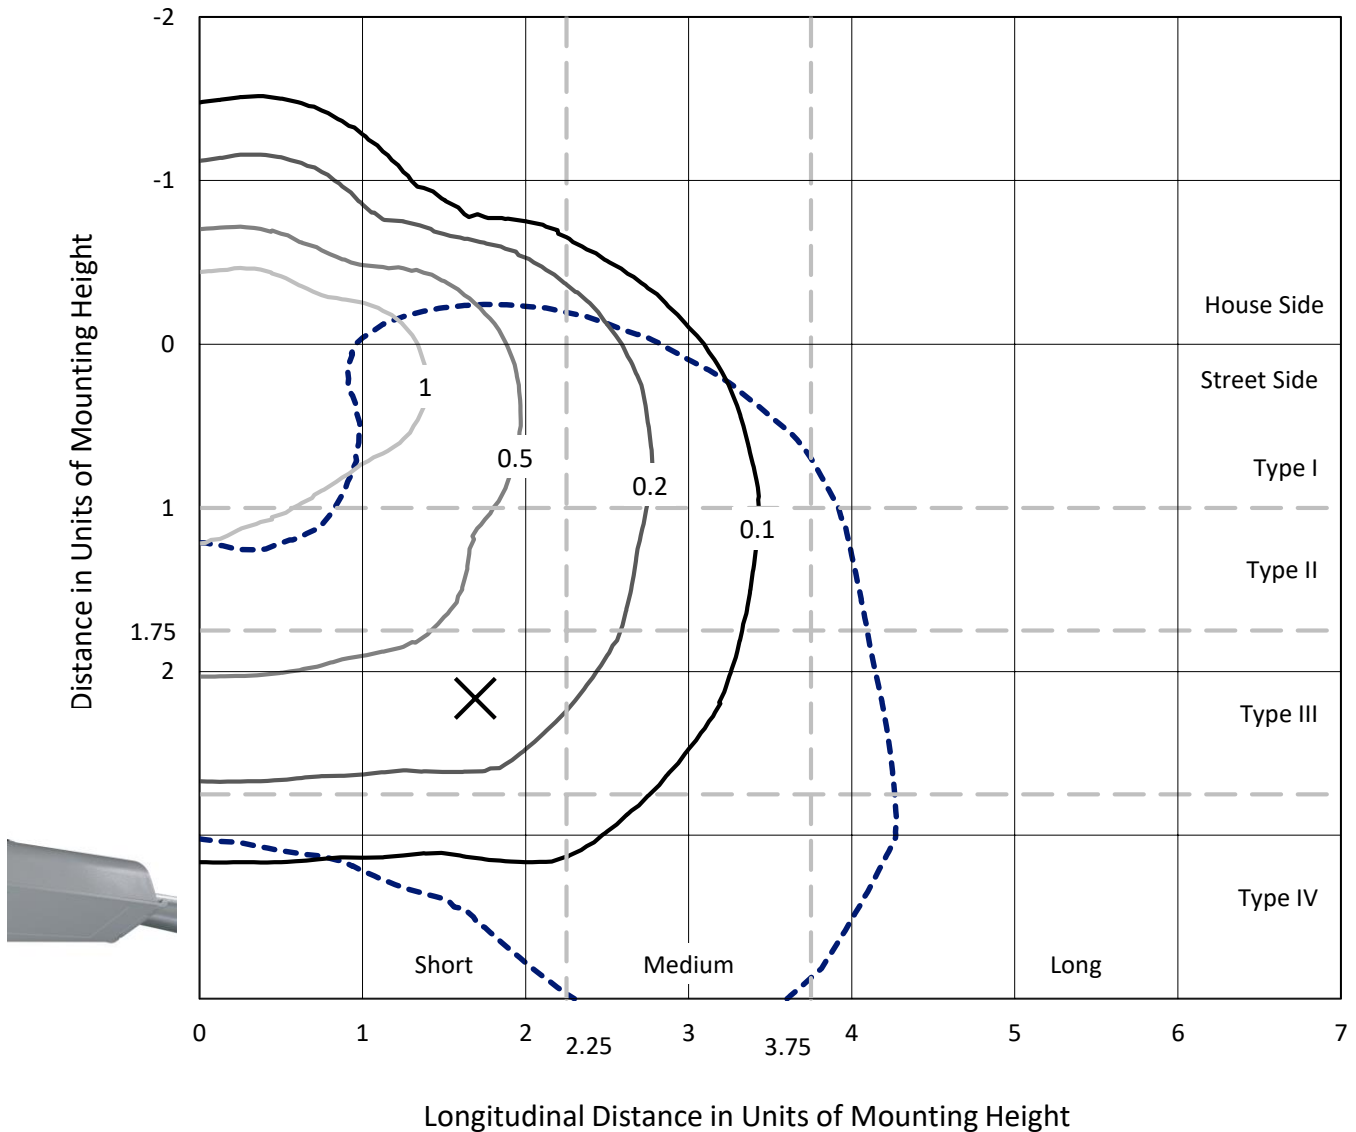 -2
-1
0
1
1.75
2
Distance in Units of Mounting Height
1
0.5
0.2
0.1
House Side
Street Side
Type I
Type II
Type III
Type IV
Short
Medium
Long
0 1 2 3 4 5 6 7
2.25 3.75
Longitudinal Distance in Units of Mounting Height